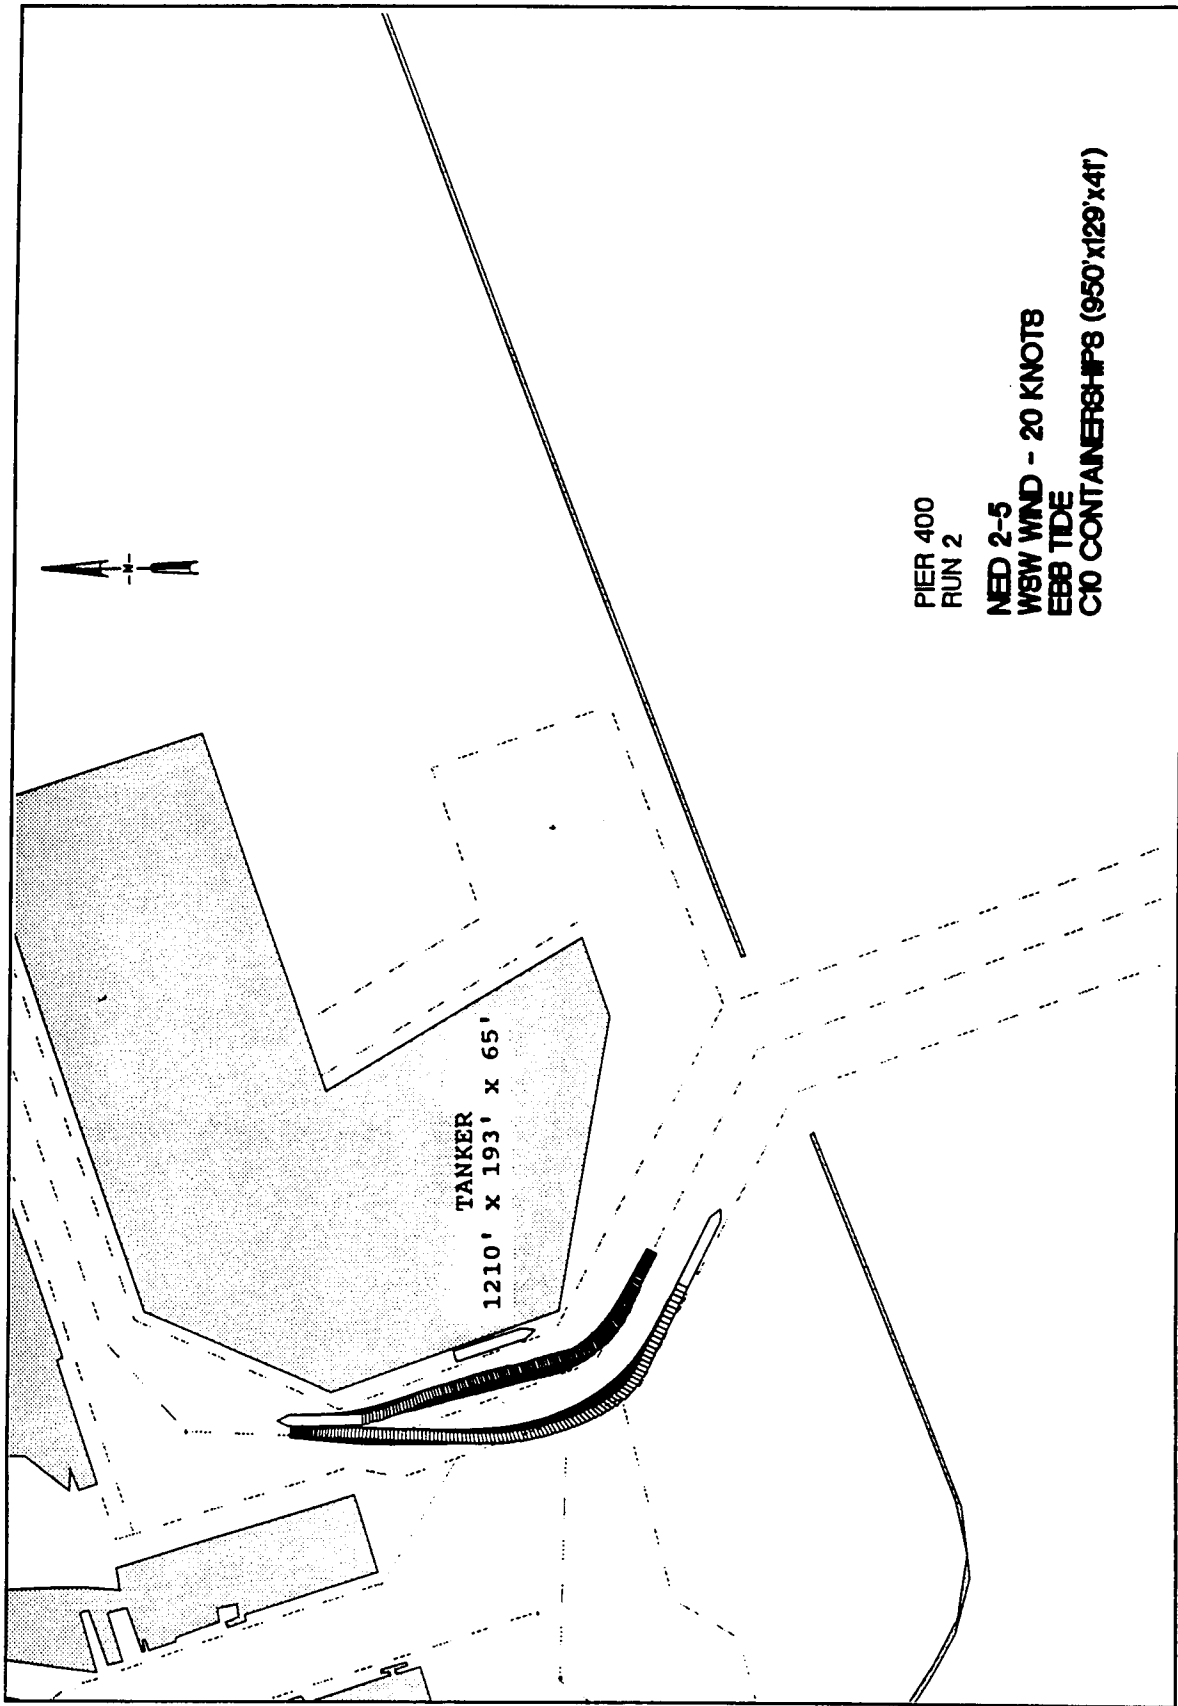 N
TANKER
1210' x 193' x 65'
PIER 400
RUN 2
NED 2-5
WSW WIND - 20 KNOTS
EBB TIDE
C10 CONTAINERSHIPS (950'x129'x41')